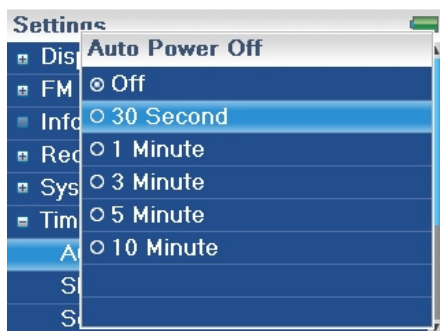 Settings
Auto Power Off
Disp
Off
FM
30 Second
Info
1 Minute
Rec
3 Minute
Sys
5 Minute
Tim
10 Minute